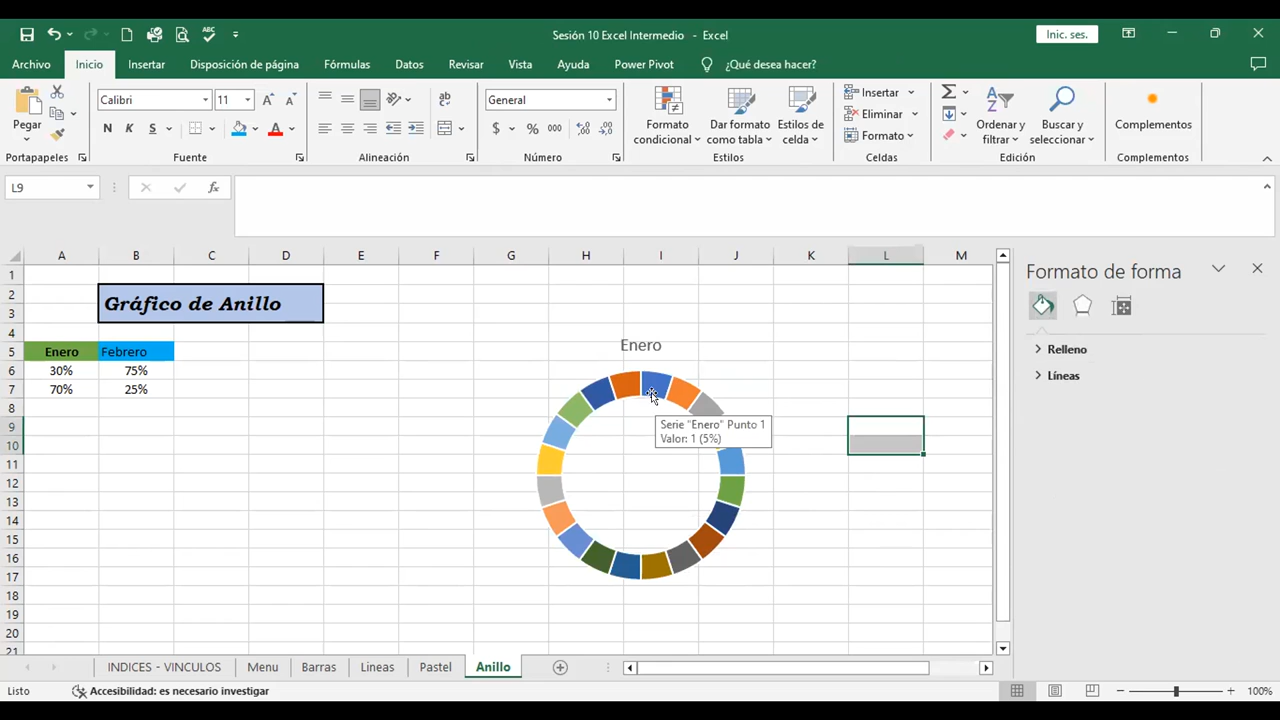 Sesión 10 Excel Intermedio - Excel
Inic. ses.
Archivo Inicio Insertar Disposición de página Fórmulas Datos Revisar Vista Ayuda Power Pivot ¿Qué desea hacer?
Pegar
Calibri 11
N K S
General
$ % 000
Formato condicional
Dar formato como tabla
Estilos de celda
Insertar
Eliminar
Formato
Ordenar y filtrar
Buscar y seleccionar
Complementos
Portapapeles Fuente Alineación Número Estilos Celdas Edición Complementos
L9
fx
A B C D E F G H I J K L M
1
2
3
4
5
6
7
8
9
10
11
12
13
14
15
16
17
18
19
20
21
Gráfico de Anillo
Enero Febrero
30% 75%
70% 25%
Enero
Serie "Enero" Punto 1
Valor: 1 (5%)
Formato de forma
Relleno
Líneas
INDICES - VINCULOS Menu Barras Lineas Pastel Anillo
Listo Accesibilidad: es necesario investigar 100%